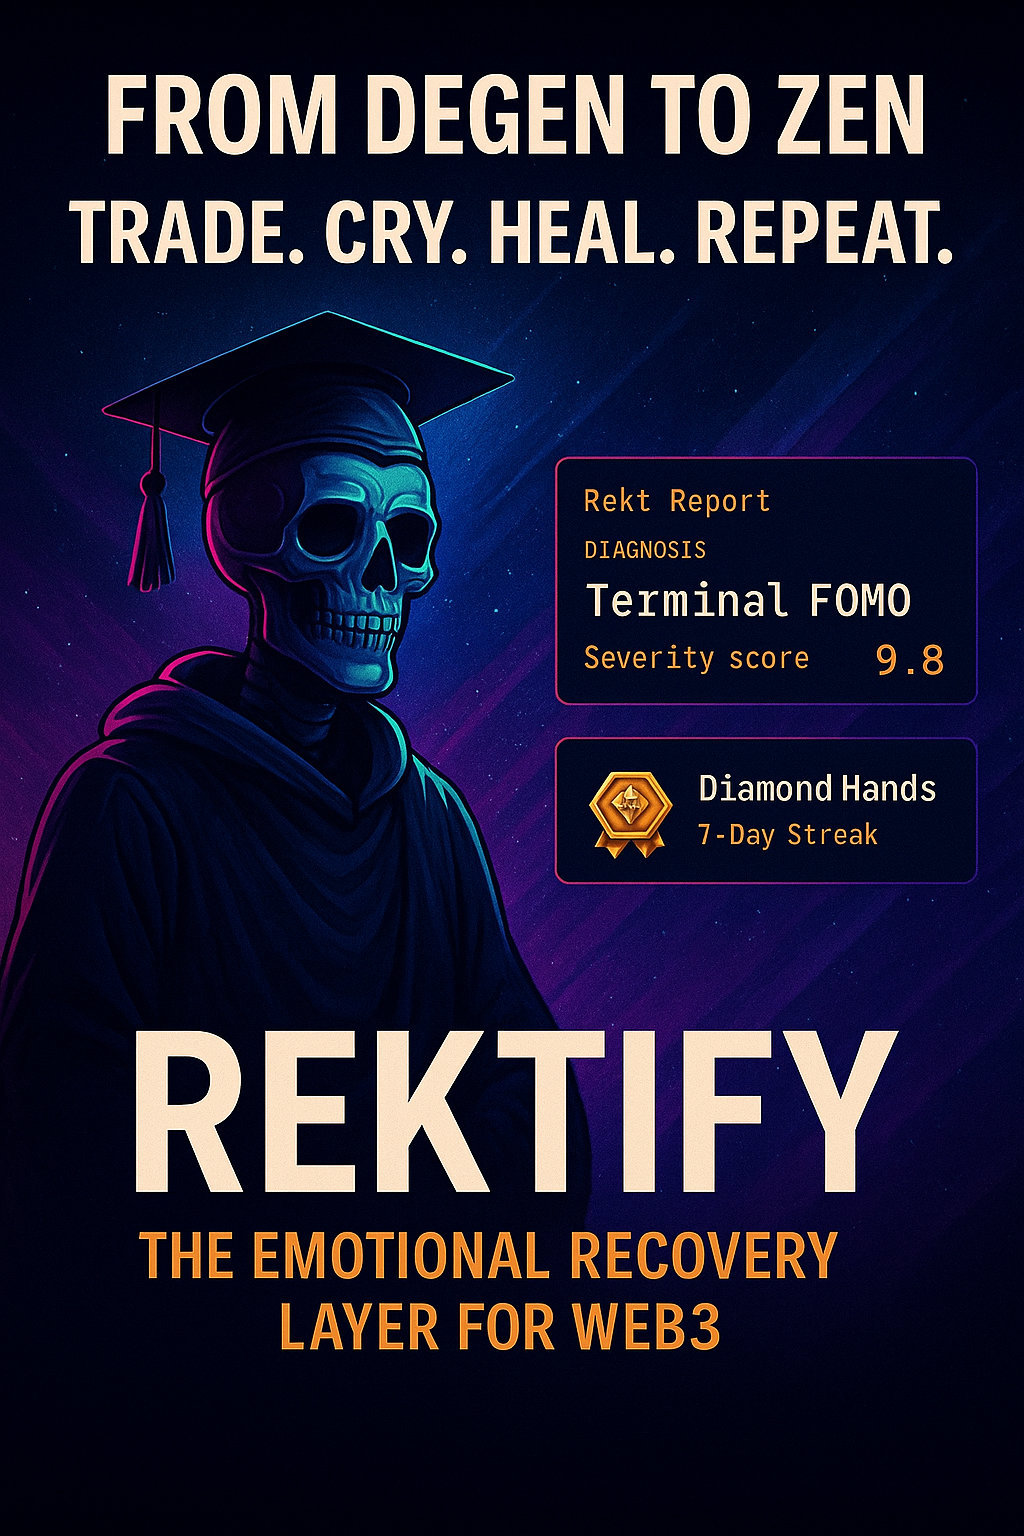 FROM DEGEN TO ZEN
TRADE. CRY. HEAL. REPEAT.
Rekt Report
DIAGNOSIS
Terminal FOMO
Severity score 9.8
Diamond Hands
7-Day Streak
REKTIFY
THE EMOTIONAL RECOVERY
LAYER FOR WEB3